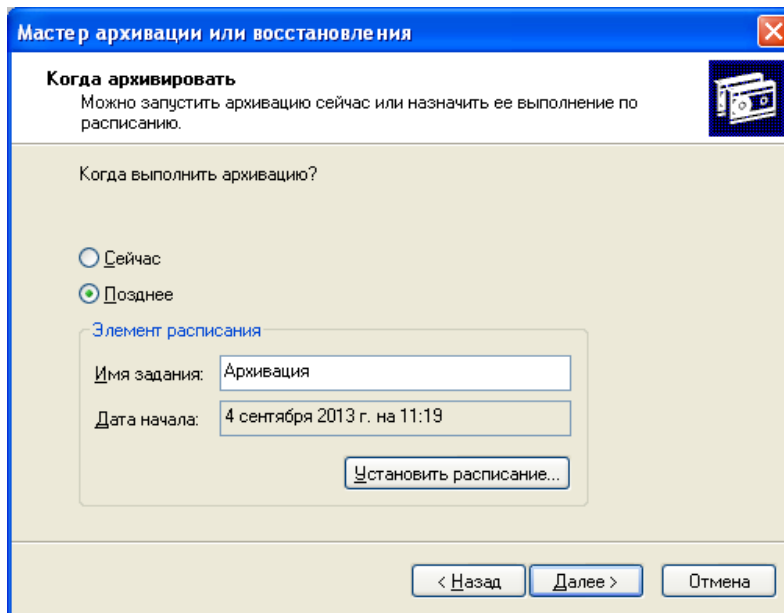 Мастер архивации или восстановления
Когда архивировать
Можно запустить архивацию сейчас или назначить ее выполнение по
расписанию.
Когда выполнить архивацию?
Сейчас
Позднее
Элемент расписания
Имя задания: Архивация
Дата начала: 4 сентября 2013 г. на 11:19
Установить расписание...
< Назад Далее > Отмена